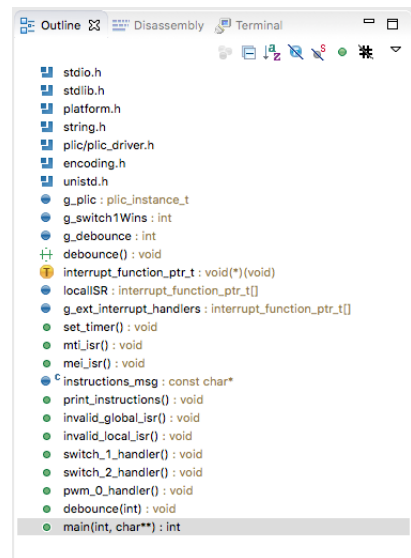 Outline Disassembly Terminal
stdio.h
stdlib.h
platform.h
string.h
plic/plic_driver.h
encoding.h
unistd.h
g_plic : plic_instance_t
g_switch1Wins : int
g_debounce : int
debounce() : void
interrupt_function_ptr_t : void(*)(void)
localISR : interrupt_function_ptr_t[]
g_ext_interrupt_handlers : interrupt_function_ptr_t[]
set_timer() : void
mti_isr() : void
mei_isr() : void
instructions_msg : const char*
print_instructions() : void
invalid_global_isr() : void
invalid_local_isr() : void
switch_1_handler() : void
switch_2_handler() : void
pwm_0_handler() : void
debounce(int) : void
main(int, char**) : int